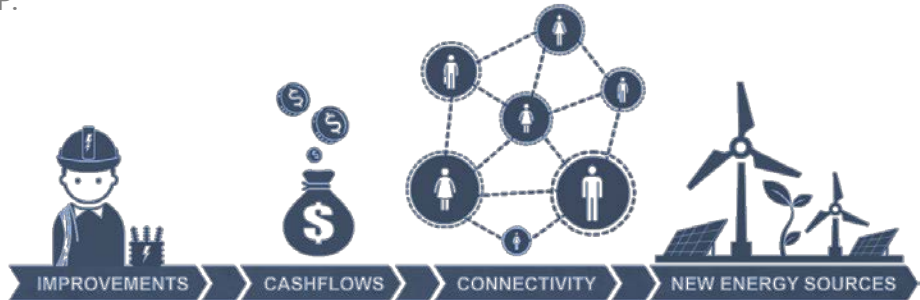 $
IMPROVEMENTS
CASHFLOWS
CONNECTIVITY
NEW ENERGY SOURCES